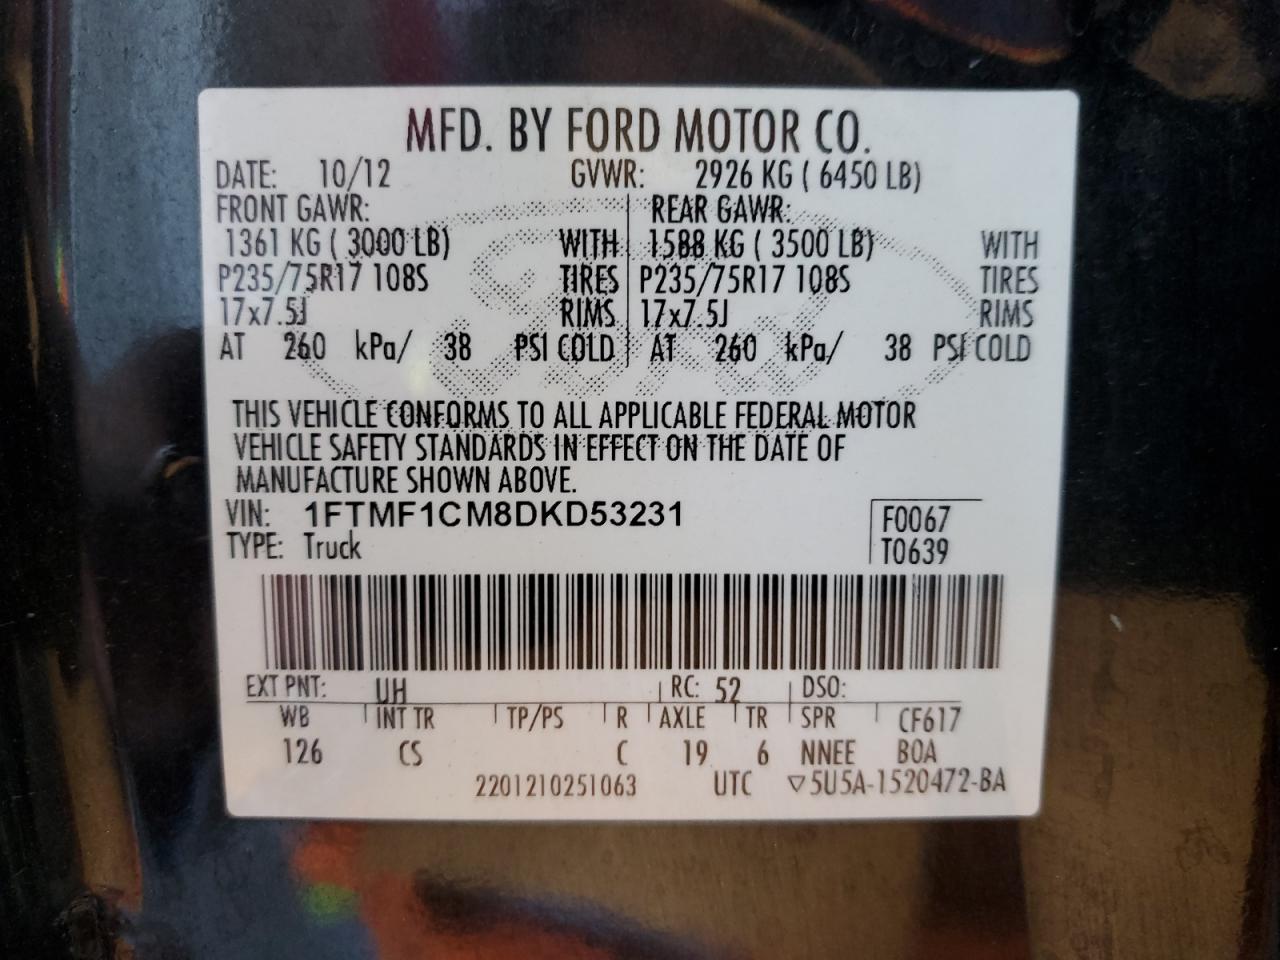 MFD. BY FORD MOTOR CO.
DATE: 10/12 GVWR: 2926 KG ( 6450 LB)
FRONT GAWR: REAR GAWR:
1361 KG ( 3000 LB) WITH 1588 KG ( 3500 LB) WITH
P235/75R17 108S TIRES P235/75R17 108S TIRES
17x7.5J RIMS 17x7.5J RIMS
AT 260 kPa/ 38 PSI COLD AT 260 kPa/ 38 PSI COLD
THIS VEHICLE CONFORMS TO ALL APPLICABLE FEDERAL MOTOR
VEHICLE SAFETY STANDARDS IN EFFECT ON THE DATE OF
MANUFACTURE SHOWN ABOVE.
VIN: 1FTMF1CM8DKD53231 F0067
TYPE: Truck T0639
EXT PNT: UH RC: 52 DSO:
WB INT TR TP/PS R AXLE TR SPR CF617
126 CS C 19 6 NNEE BOA
2201210251063 UTC ▽5U5A-1520472-BA